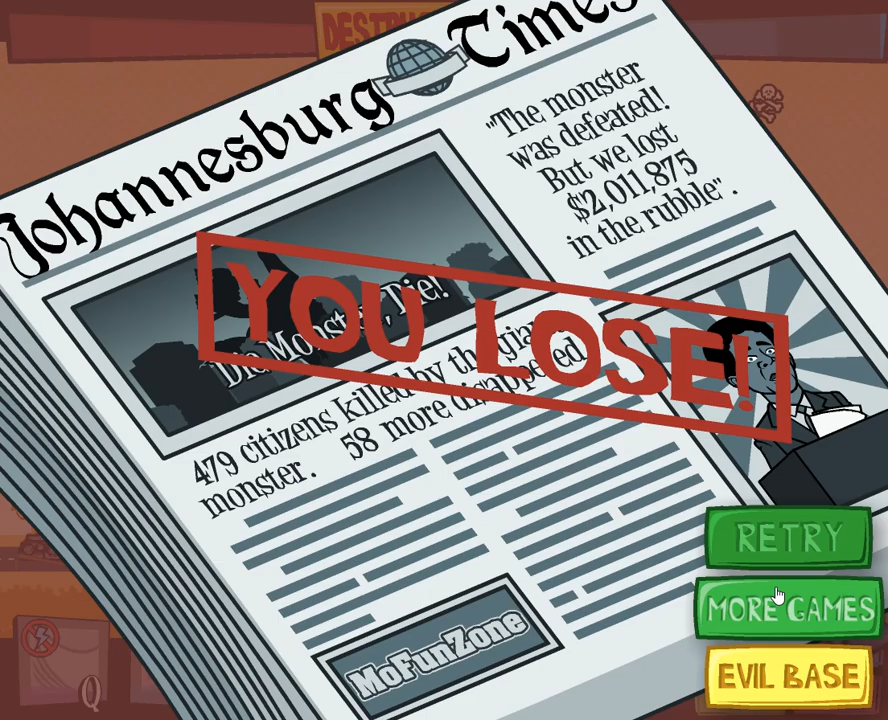 DESTRU
Johannesburg Times
"The monster
was defeated!
But we lost
$2,011,875
in the rubble".
Die Monster, Die!
YOU LOSE!
479 citizens killed by the giant
monster. 58 more disappeared
RETRY
MORE GAMES
EVIL BASE
MoFunZone
Q